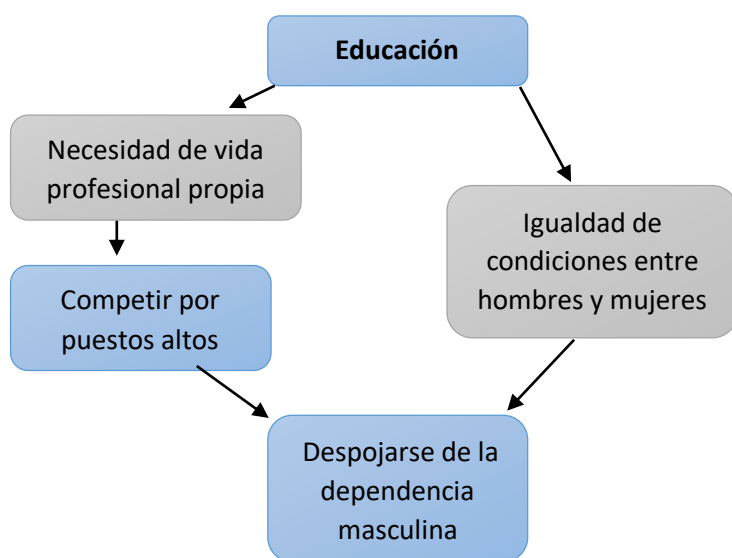 Educación
Necesidad de vida
profesional propia
Igualdad de
condiciones entre
hombres y mujeres
Competir por
puestos altos
Despojarse de la
dependencia
masculina